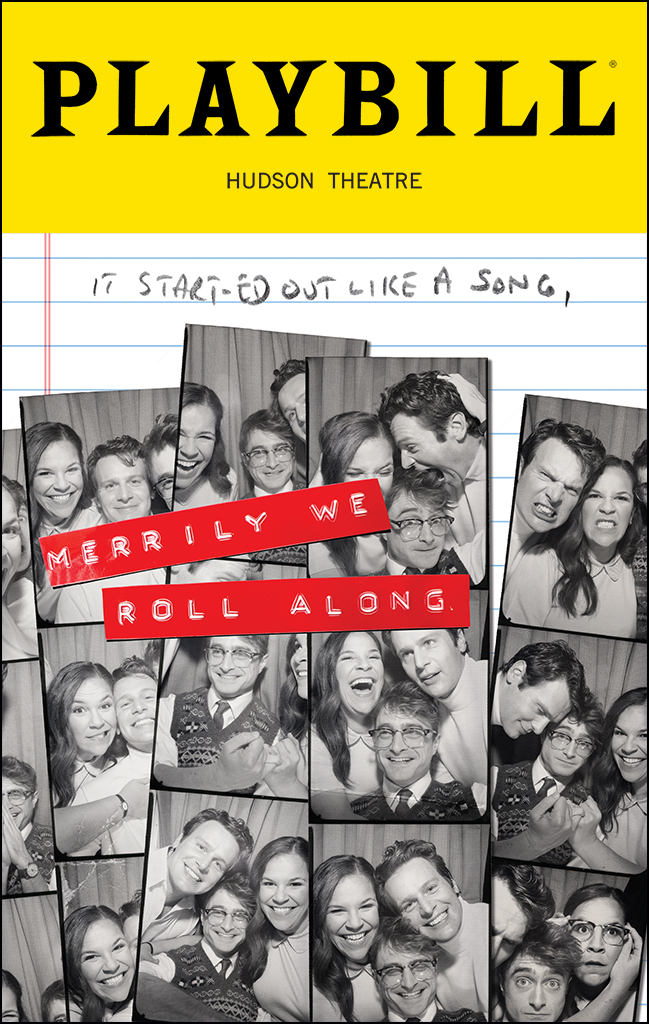 PLAYBILL®
HUDSON THEATRE
IT START-ED OUT LIKE A SONG,
MERRILY WE
ROLL ALONG.